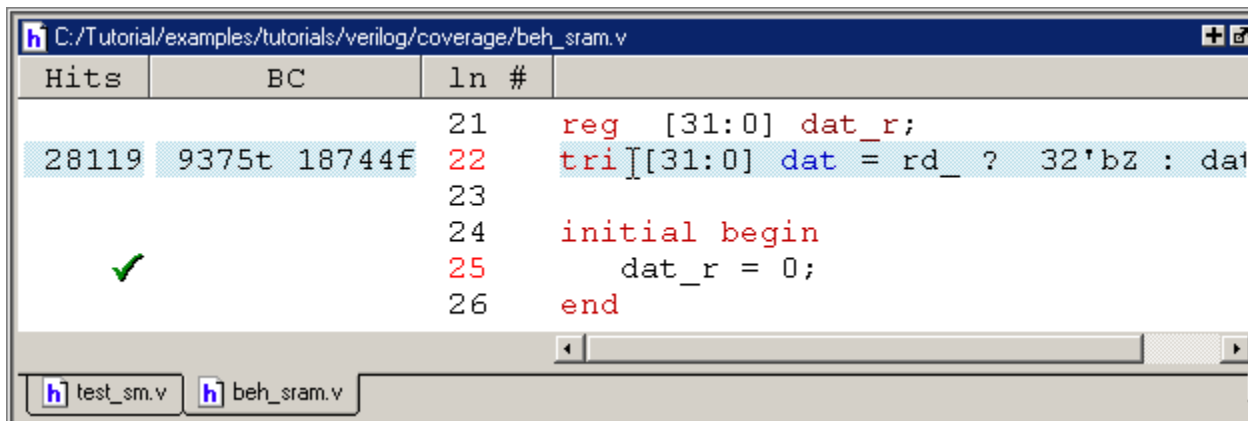 C:/Tutorial/examples/tutorials/verilog/coverage/beh_sram.v
Hits BC ln #
21 reg [31:0] dat_r;
28119 9375t 18744f 22 tri [31:0] dat = rd_ ? 32'bZ : dat
23
24 initial begin
25 dat_r = 0;
26 end
test_sm.v beh_sram.v